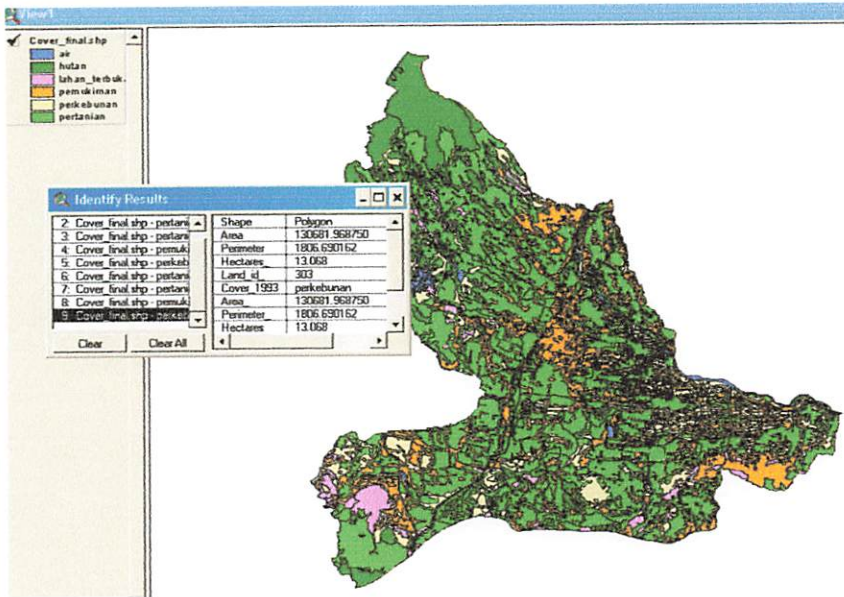 View1
Cover_final.shp
air
hutan
lahan_terbuk.
pemukiman
perkebunan
pertanian
Identify Results
2: Cover_final.shp - pertani
3: Cover_final.shp - pertani
4: Cover_final.shp - pemuk
5: Cover_final.shp - perkeb
6: Cover_final.shp - pertani
7: Cover_final.shp - pertani
8: Cover_final.shp - pemuki
9: Cover_final.shp - perkeb
Shape Polygon
Area 130681.968750
Perimeter 1806.690162
Hectares_ 13.068
Land_id_ 303
Cover_1993 perkebunan
Area_ 130681.968750
Perimeter_ 1806.690162
Hectares 13.068
Clear Clear All